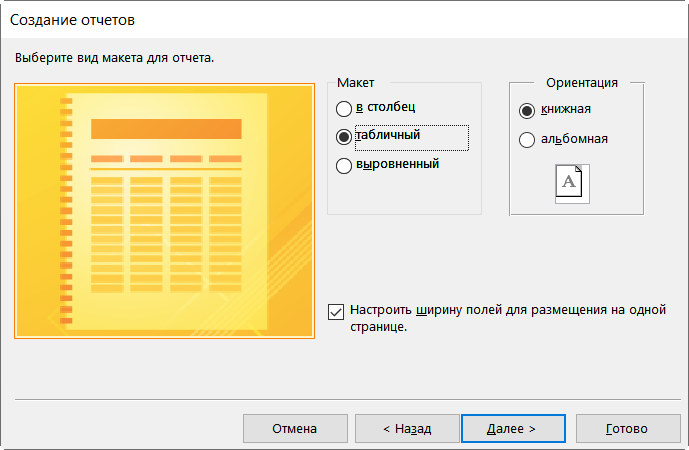 Создание отчетов
Выберите вид макета для отчета.
Макет
в столбец
табличный
выровненный
Ориентация
книжная
альбомная
A
Настроить ширину полей для размещения на одной
странице.
Отмена
< Назад
Далее >
Готово